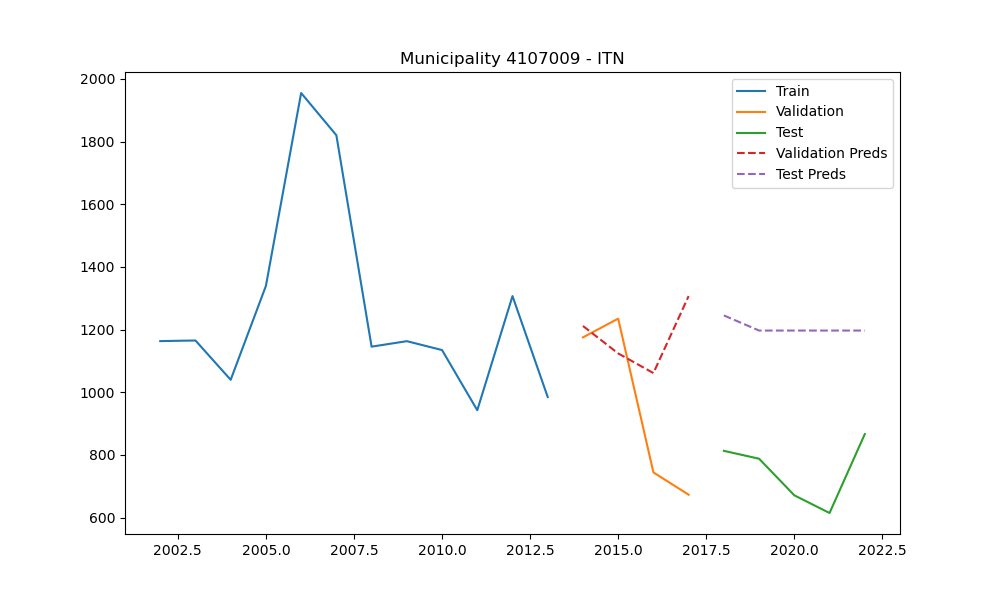 Municipality 4107009 - ITN
2000
1800
1600
1400
1200
1000
800
600
Train
Validation
Test
Validation Preds
Test Preds
2002.5 2005.0 2007.5 2010.0 2012.5 2015.0 2017.5 2020.0 2022.5